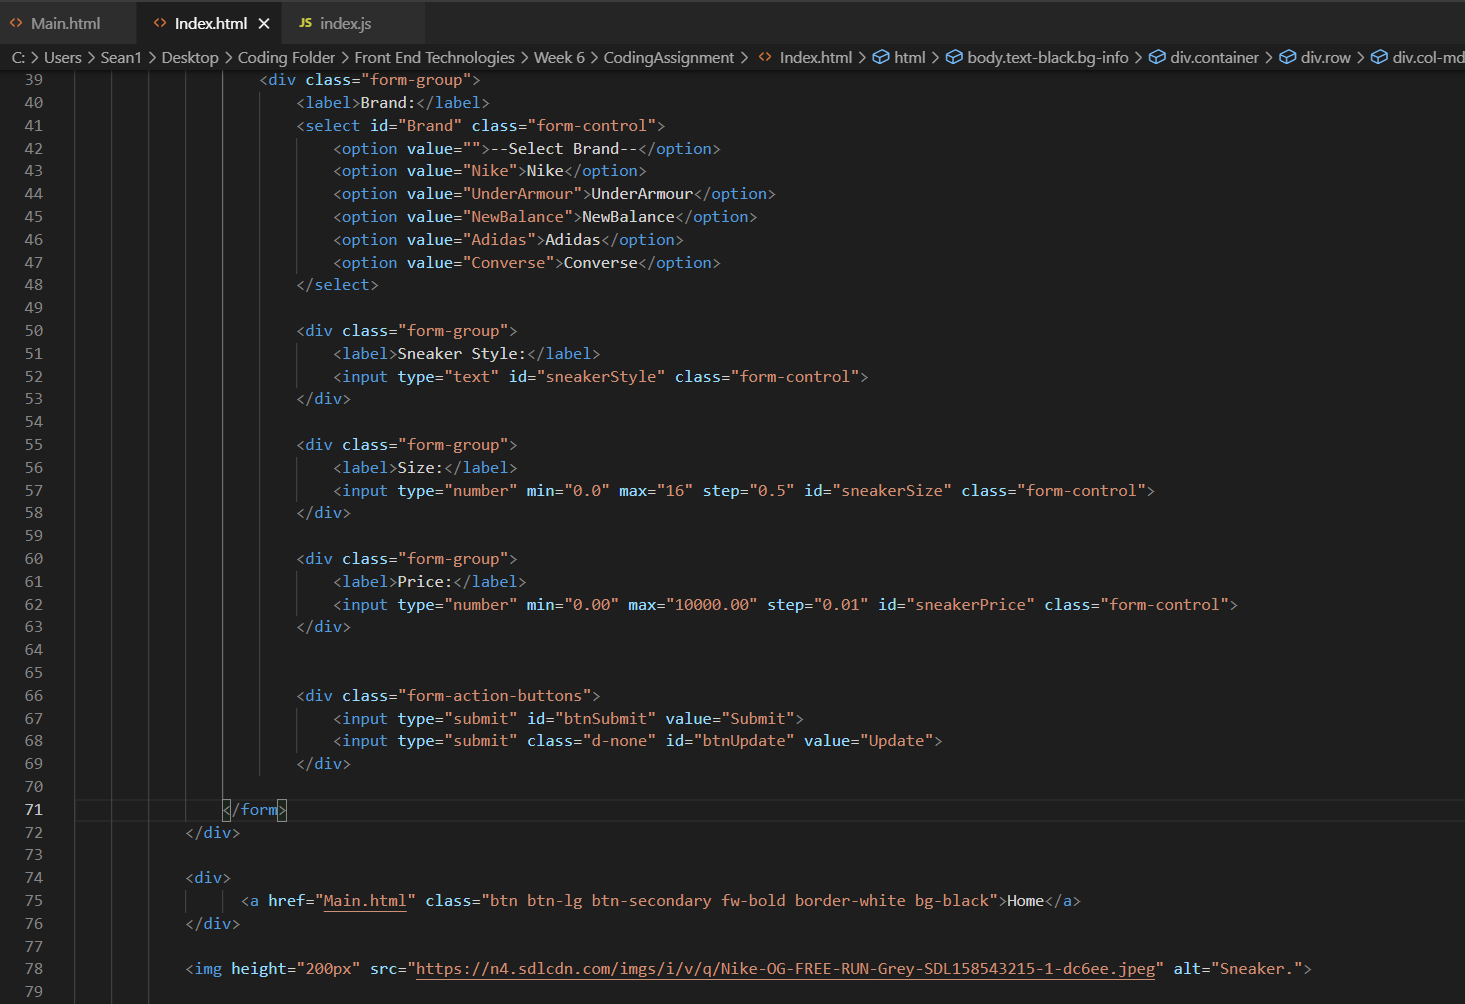 Main.html Index.html JS index.js
C: > Users > Sean1 > Desktop > Coding Folder > Front End Technologies > Week 6 > CodingAssignment > Index.html > html > body.text-black.bg-info > div.container > div.row > div.col-md
39 <div class="form-group">
40 <label>Brand:</label>
41 <select id="Brand" class="form-control">
42 <option value="">--Select Brand--</option>
43 <option value="Nike">Nike</option>
44 <option value="UnderArmour">UnderArmour</option>
45 <option value="NewBalance">NewBalance</option>
46 <option value="Adidas">Adidas</option>
47 <option value="Converse">Converse</option>
48 </select>
49
50 <div class="form-group">
51 <label>Sneaker Style:</label>
52 <input type="text" id="sneakerStyle" class="form-control">
53 </div>
54
55 <div class="form-group">
56 <label>Size:</label>
57 <input type="number" min="0.0" max="16" step="0.5" id="sneakerSize" class="form-control">
58 </div>
59
60 <div class="form-group">
61 <label>Price:</label>
62 <input type="number" min="0.00" max="10000.00" step="0.01" id="sneakerPrice" class="form-control">
63 </div>
64
65
66 <div class="form-action-buttons">
67 <input type="submit" id="btnSubmit" value="Submit">
68 <input type="submit" class="d-none" id="btnUpdate" value="Update">
69 </div>
70
71 </form>
72 </div>
73
74 <div>
75 <a href="Main.html" class="btn btn-lg btn-secondary fw-bold border-white bg-black">Home</a>
76 </div>
77
78 <img height="200px" src="https://n4.sdlcdn.com/imgs/i/v/q/Nike-OG-FREE-RUN-Grey-SDL158543215-1-dc6ee.jpeg" alt="Sneaker.">
79